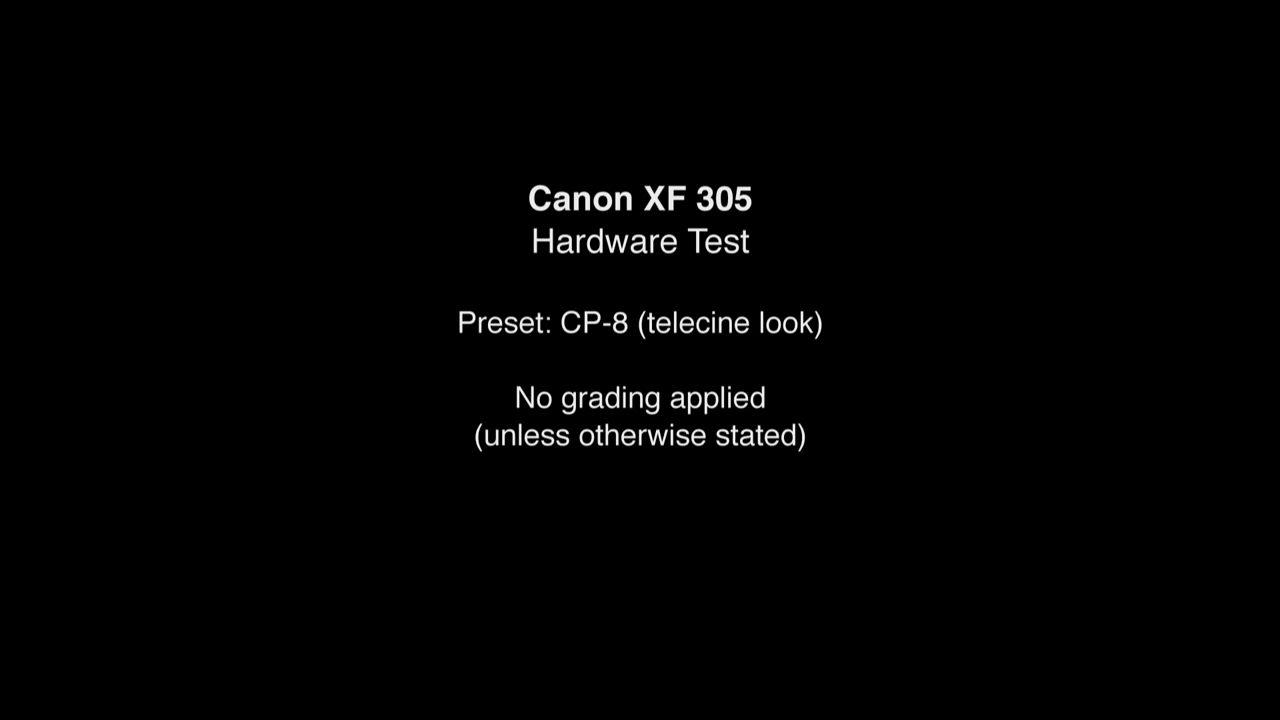 Canon XF 305
Hardware Test
Preset: CP-8 (telecine look)
No grading applied
(unless otherwise stated)